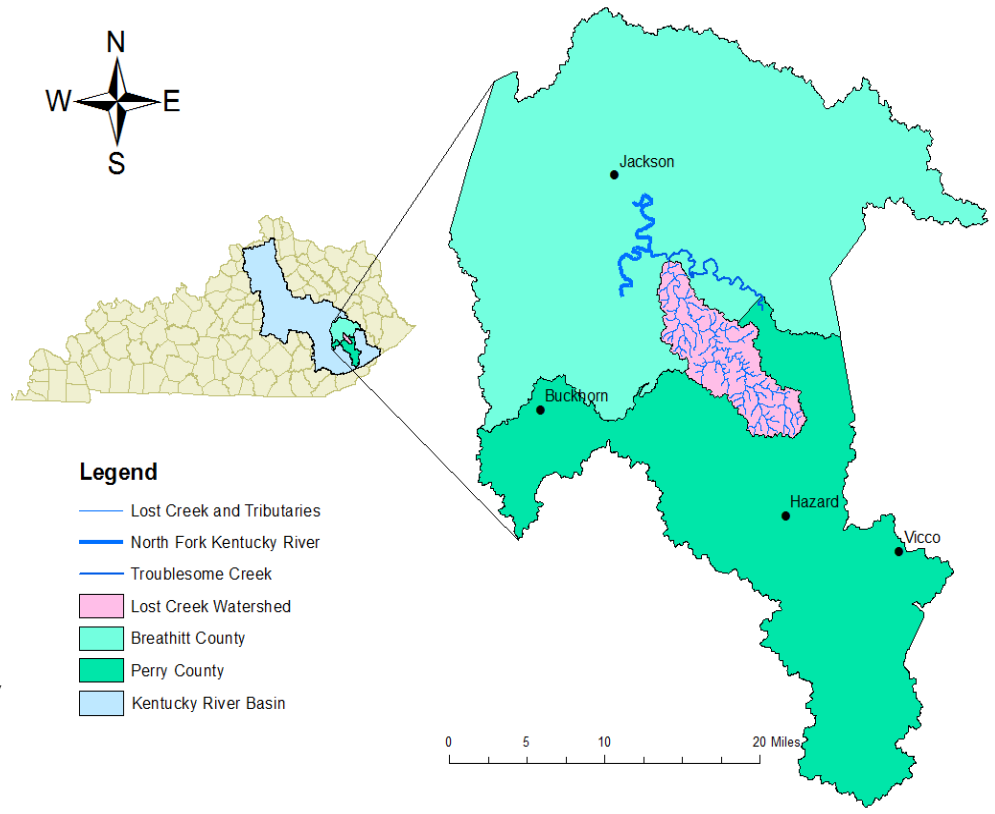 N
W E
S
Jackson
Buckhorn
Hazard
Vicco
Legend
Lost Creek and Tributaries
North Fork Kentucky River
Troublesome Creek
Lost Creek Watershed
Breathitt County
Perry County
Kentucky River Basin
0 5 10 20 Miles